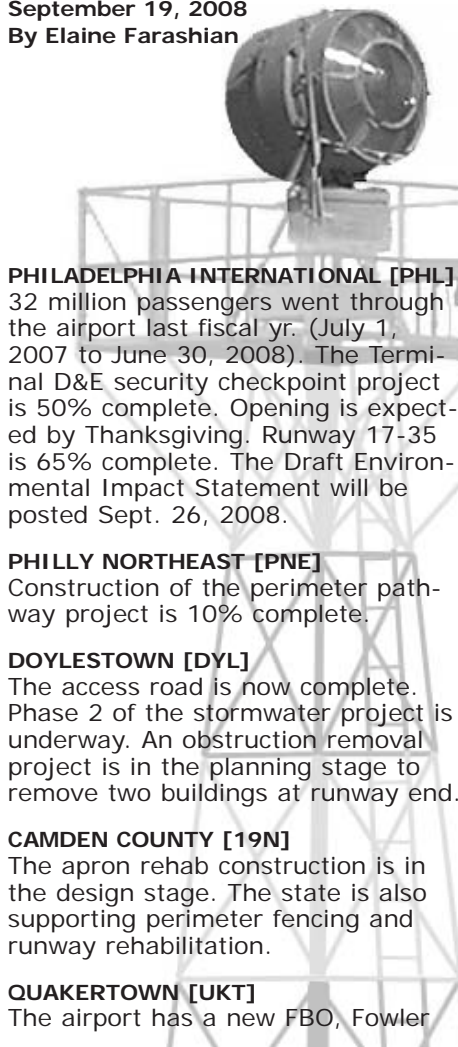 September 19, 2008
By Elaine Farashian
PHILADELPHIA INTERNATIONAL [PHL]
32 million passengers went through
the airport last fiscal yr. (July 1,
2007 to June 30, 2008). The Termi-
nal D&E security checkpoint project
is 50% complete. Opening is expect-
ed by Thanksgiving. Runway 17-35
is 65% complete. The Draft Environ-
mental Impact Statement will be
posted Sept. 26, 2008.
PHILLY NORTHEAST [PNE]
Construction of the perimeter path-
way project is 10% complete.
DOYLESTOWN [DYL]
The access road is now complete.
Phase 2 of the stormwater project is
underway. An obstruction removal
project is in the planning stage to
remove two buildings at runway end.
CAMDEN COUNTY [19N]
The apron rehab construction is in
the design stage. The state is also
supporting perimeter fencing and
runway rehabilitation.
QUAKERTOWN [UKT]
The airport has a new FBO, Fowler